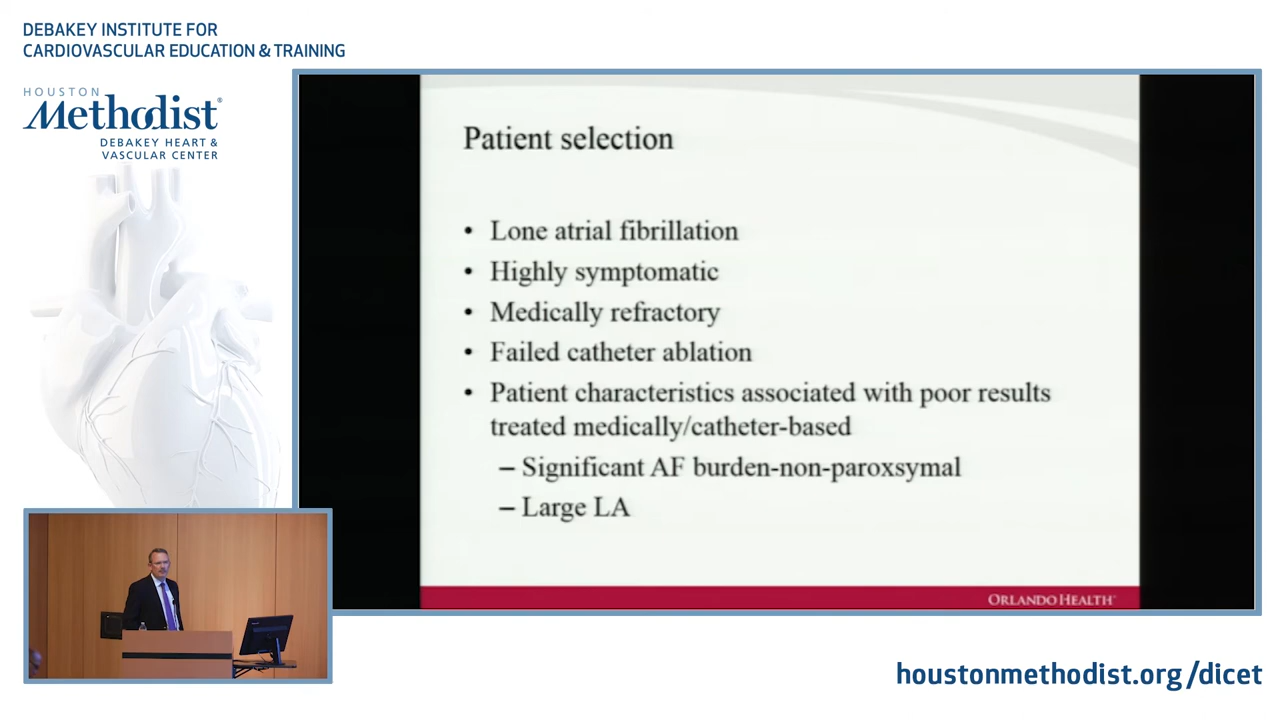 DEBAKEY INSTITUTE FOR
CARDIOVASCULAR EDUCATION & TRAINING
HOUSTON
Methodist®
DEBAKEY HEART &
VASCULAR CENTER
Patient selection
• Lone atrial fibrillation
• Highly symptomatic
• Medically refractory
• Failed catheter ablation
• Patient characteristics associated with poor results
treated medically/catheter-based
– Significant AF burden-non-paroxsymal
– Large LA
ORLANDO HEALTH™
houstonmethodist.org/dicet